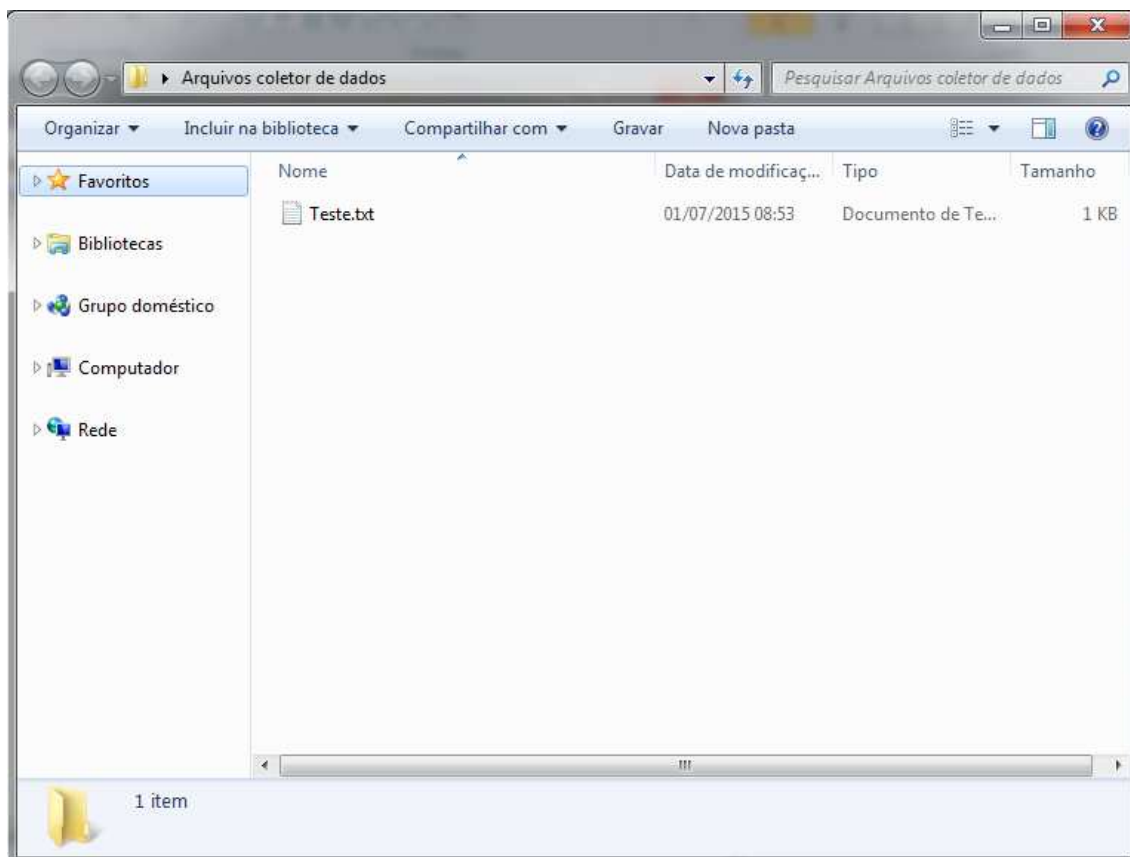 Arquivos coletor de dados
Pesquisar Arquivos coletor de dados
Organizar Incluir na biblioteca Compartilhar com Gravar Nova pasta
Favoritos
Bibliotecas
Grupo doméstico
Computador
Rede
Nome Data de modificaç... Tipo Tamanho
Teste.txt 01/07/2015 08:53 Documento de Te... 1 KB
1 item